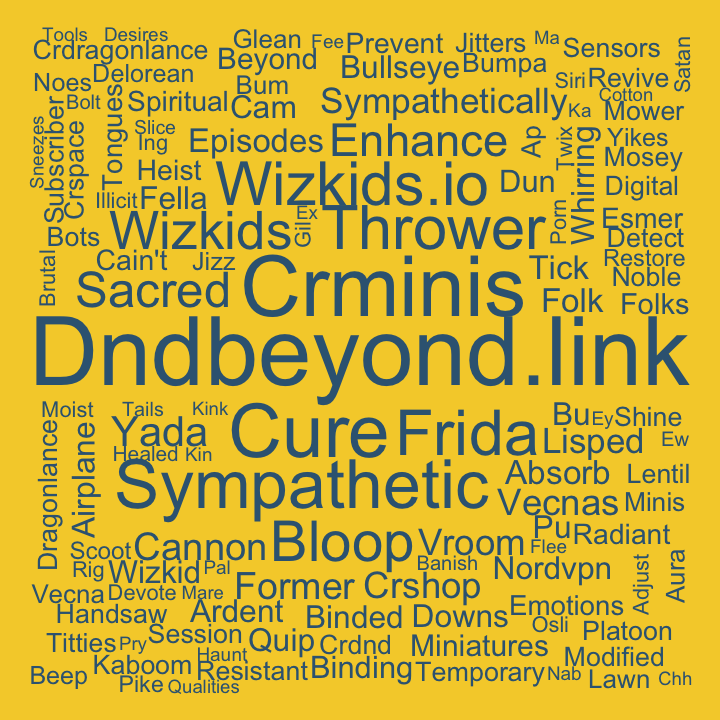 Tools Desires
Crdragonlance Glean Fee Prevent Jitters Ma Sensors Satan
Beyond
Noes Delorean Bullseye Bumpa Siri Revive
Bolt Spiritual Bum Cam Sympathetically Cotton Ka Mower
Sneezes Subscriber Crspace Tongues Slice Ing Episodes Enhance Ap Twix Whirring Yikes
Mosey
Heist Wizkids.io Dun Digital
Illicit Fella
Bots Wizkids Gil Ex Thrower Porn Esmer
Detect
Brutal Cain't Jizz Tick Restore
Sacred Crminis Folk Noble
Folks
Dndbeyond.link
Moist Tails Kink Cure Frida Bu Ey Shine
Yada Lisped Ew
Dragonlance Airplane Healed Kin
Sympathetic Absorb Lentil
Vecnas Minis
Scoot Cannon Bloop Vroom Pu Radiant
Flee
Rig Wizkid Pal Banish Nordvpn Adjust Aura
Vecna Devote Mare Former Crshop
Handsaw Ardent Binded Downs Emotions
Osli
Titties Pry Session Quip Crdnd Miniatures Platoon
Kaboom Haunt Modified
Beep Pike Qualities Resistant Binding Temporary Nab Lawn Chh